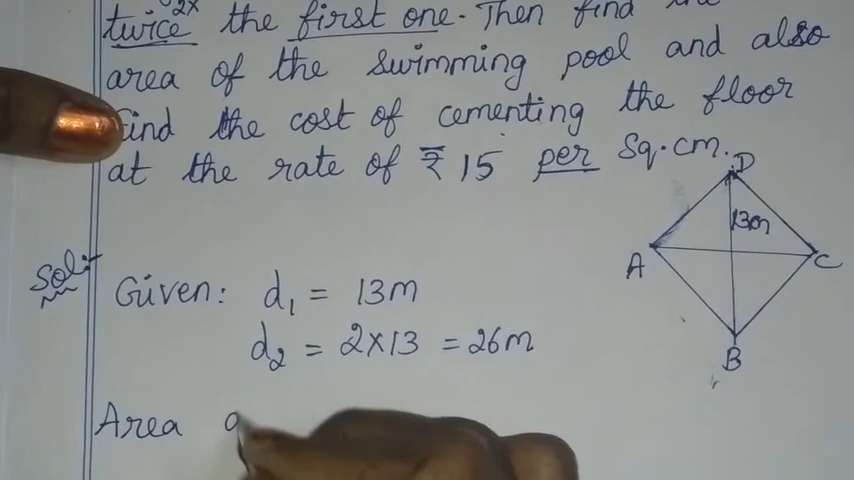 2x
twice the first one. Then find the
area of the swimming pool and also
find the cost of cementing the floor
at the rate of ₹ 15 per Sq.cm.
D
13m
A
C
B
Sol:
Given: d₁ = 13m
d₂ = 2×13 = 26m
Area